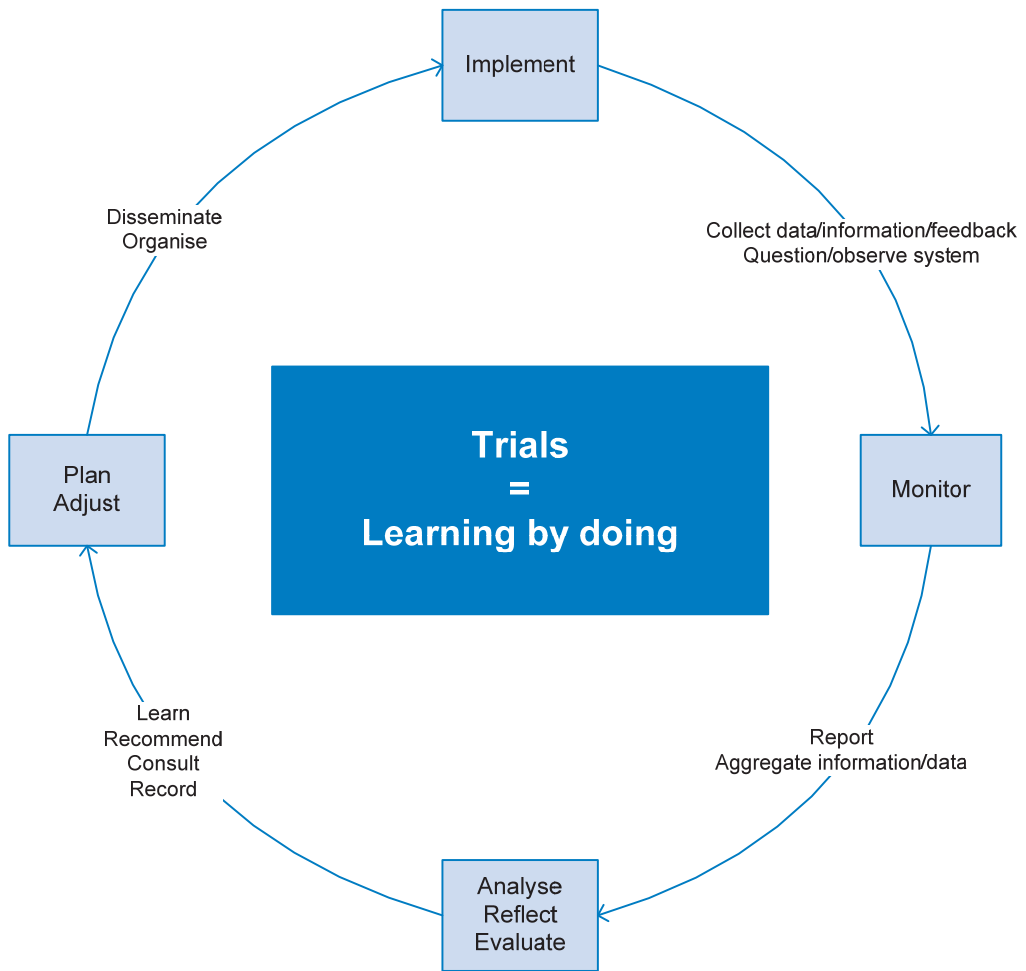 Implement
Disseminate
Organise
Collect data/information/feedback
Question/observe system
Trials
=
Learning by doing
Plan
Adjust
Monitor
Learn
Recommend
Consult
Record
Report
Aggregate information/data
Analyse
Reflect
Evaluate